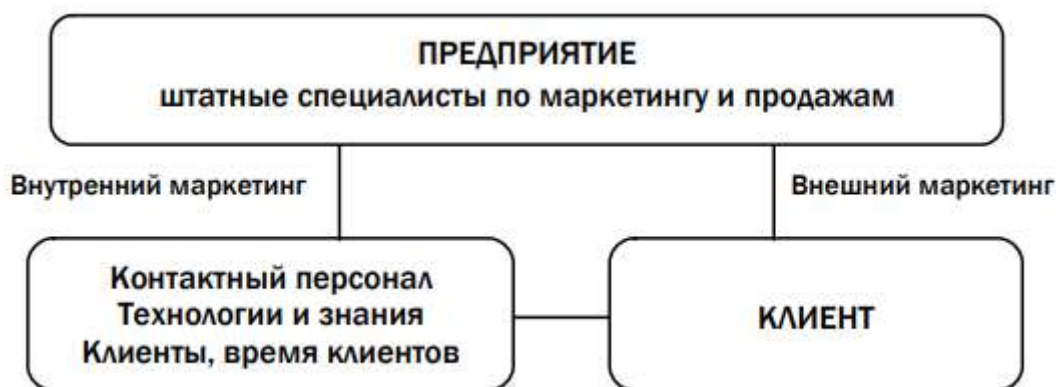 ПРЕДПРИЯТИЕ
штатные специалисты по маркетингу и продажам
Внутренний маркетинг
Внешний маркетинг
Контактный персонал
Технологии и знания
Клиенты, время клиентов
КЛИЕНТ